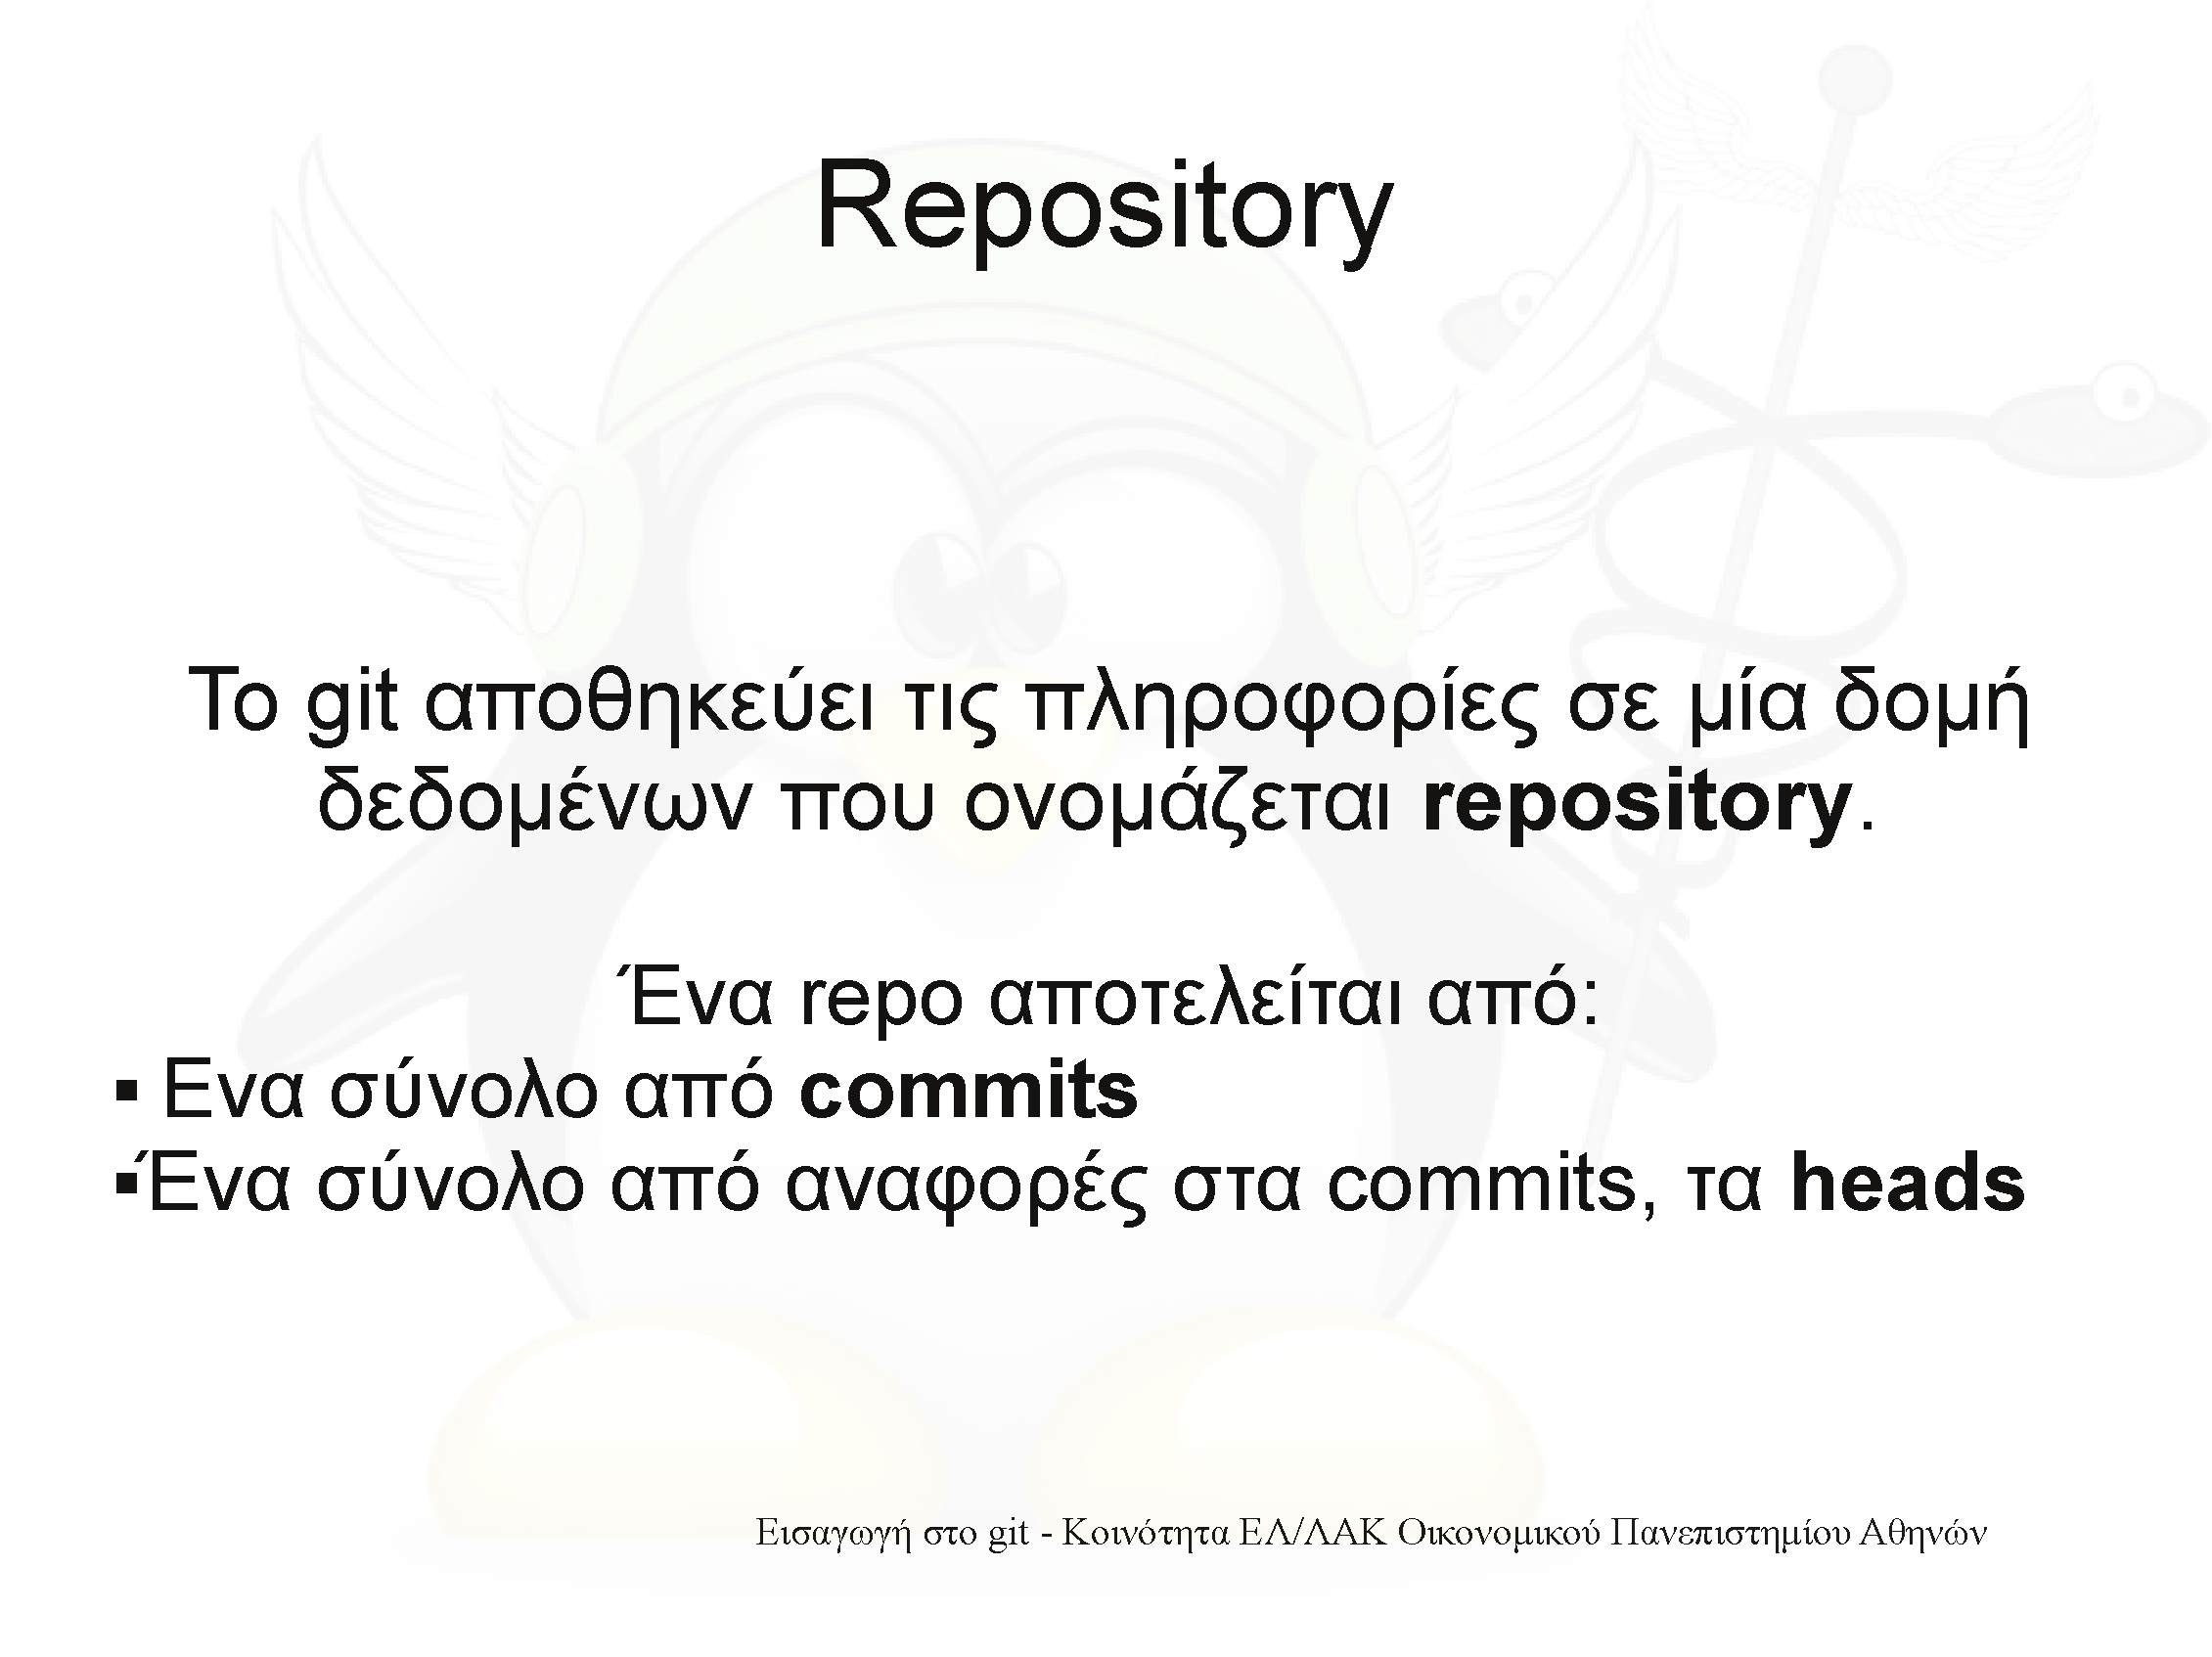 Repository
Το git αποθηκεύει τις πληροφορίες σε μία δομή
δεδομένων που ονομάζεται repository.
Ένα repo αποτελείται από:
▪ Ενα σύνολο από commits
▪Ένα σύνολο από αναφορές στα commits, τα heads
Εισαγωγή στο git - Κοινότητα ΕΛ/ΛΑΚ Οικονομικού Πανεπιστημίου Αθηνών